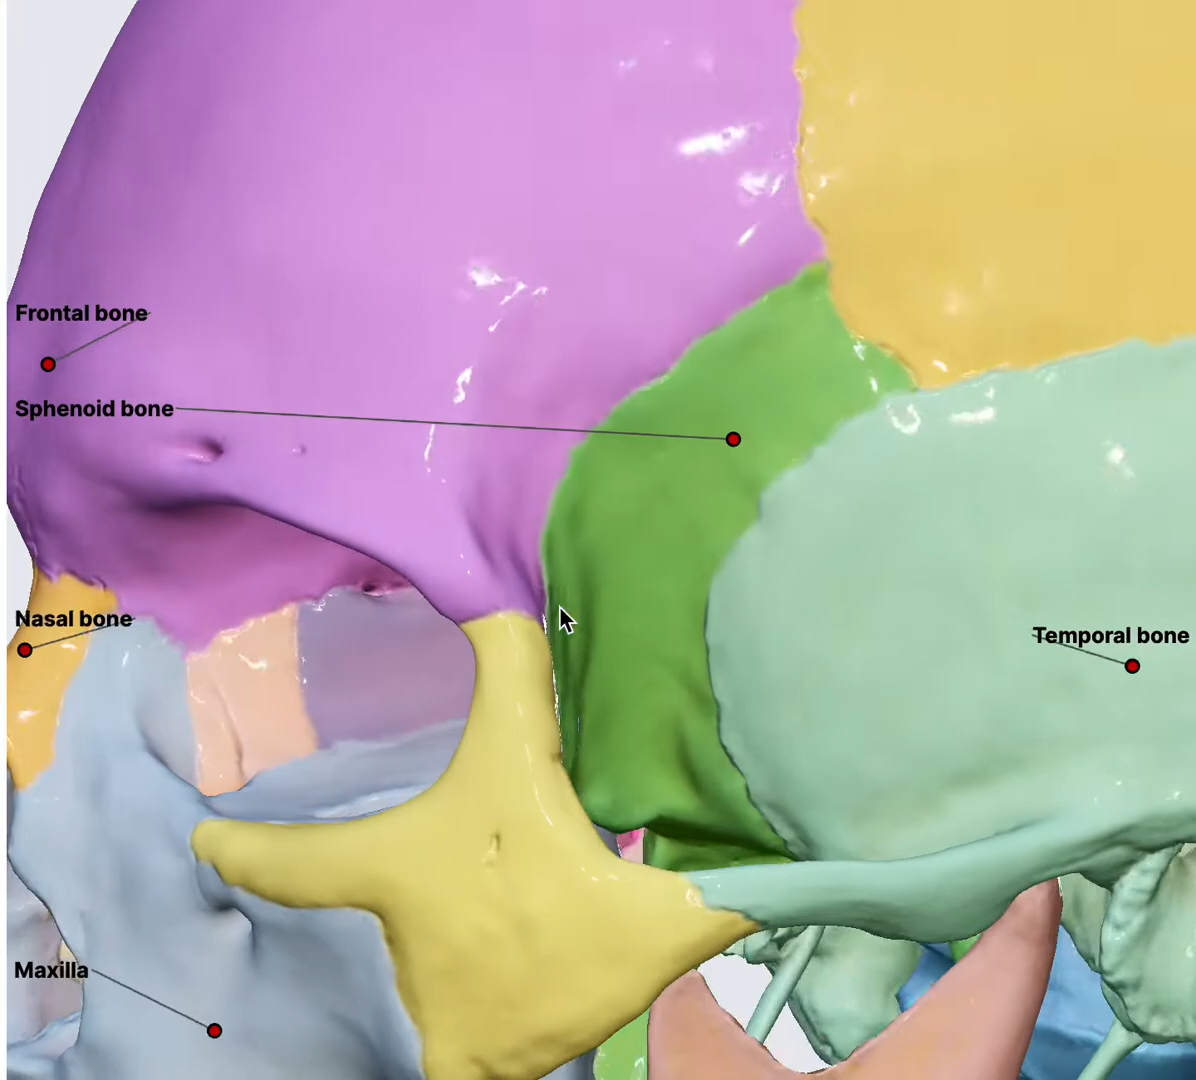 Frontal bone
Sphenoid bone
Nasal bone
Temporal bone
Maxilla